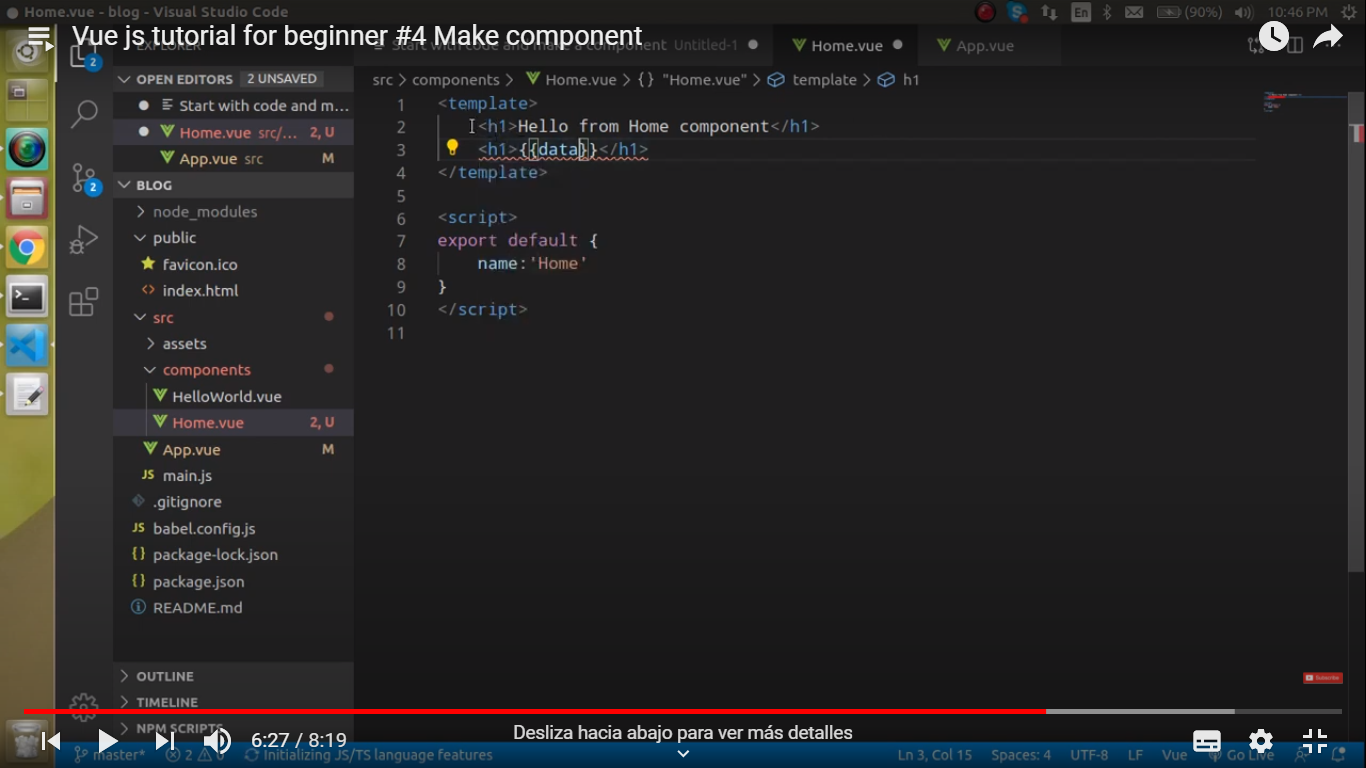 Home.vue - blog - Visual Studio Code
En
(90%)
10:46 PM
Vue js tutorial for beginner #4 Make component
EXPLORER
Start with code and make a component Untitled-1
Home.vue
App.vue
2
OPEN EDITORS 2 UNSAVED
Start with code and m...
Home.vue src/... 2, U
App.vue src M
2
BLOG
node_modules
public
favicon.ico
index.html
src
assets
components
HelloWorld.vue
Home.vue 2, U
App.vue M
JS main.js
.gitignore
JS babel.config.js
{} package-lock.json
{} package.json
README.md
OUTLINE
TIMELINE
NPM SCRIPTS
src > components > Home.vue > {} "Home.vue" > template > h1
1 <template>
2 <h1>Hello from Home component</h1>
3 <h1>{{data}}</h1>
4 </template>
5
6 <script>
7 export default {
8 name:'Home'
9 }
10 </script>
11
Subscribe
Desliza hacia abajo para ver más detalles
6:27 / 8:19
master*
2
0
Initializing JS/TS language features
Ln 3, Col 15
Spaces: 4
UTF-8
LF
Vue
Go Live